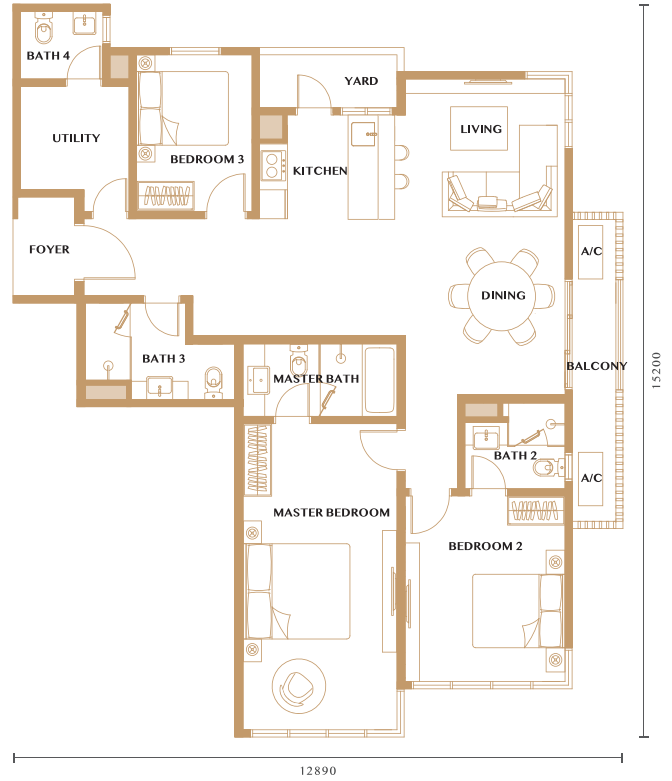 BATH 4
YARD
LIVING
UTILITY
BEDROOM 3
KITCHEN
FOYER
A/C
DINING
BATH 3
MASTER BATH
BALCONY
15200
BATH 2
A/C
MASTER BEDROOM
BEDROOM 2
12890